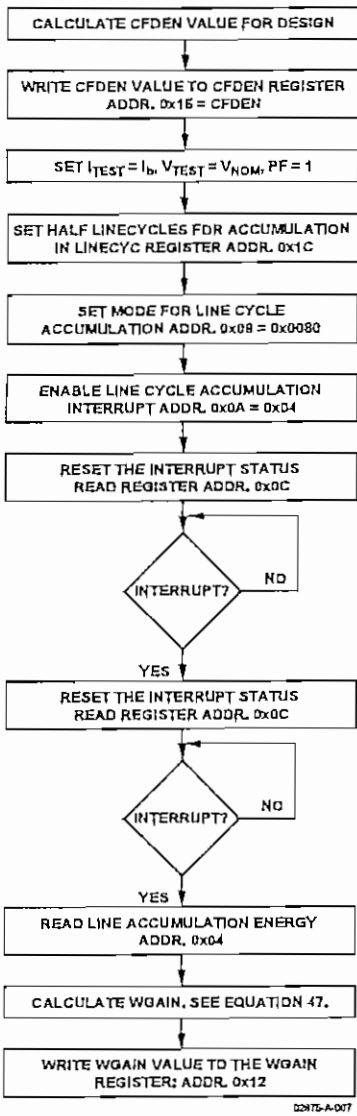 CALCULATE CFDEN VALUE FOR DESIGN
WRITE CFDEN VALUE TO CFDEN REGISTER
ADDR. 0x15 = CFDEN
SET I_TEST = I_b, V_TEST = V_NOM, PF = 1
SET HALF LINECYCLES FOR ACCUMULATION
IN LINECYC REGISTER ADDR. 0x1C
SET MODE FOR LINE CYCLE
ACCUMULATION ADDR. 0x09 = 0x0080
ENABLE LINE CYCLE ACCUMULATION
INTERRUPT ADDR. 0x0A = 0x04
RESET THE INTERRUPT STATUS
READ REGISTER ADDR. 0x0C
INTERRUPT?
NO
YES
RESET THE INTERRUPT STATUS
READ REGISTER ADDR. 0x0C
INTERRUPT?
NO
YES
READ LINE ACCUMULATION ENERGY
ADDR. 0x04
CALCULATE WGAIN. SEE EQUATION 47.
WRITE WGAIN VALUE TO THE WGAIN
REGISTER: ADDR. 0x12
02875-A-007